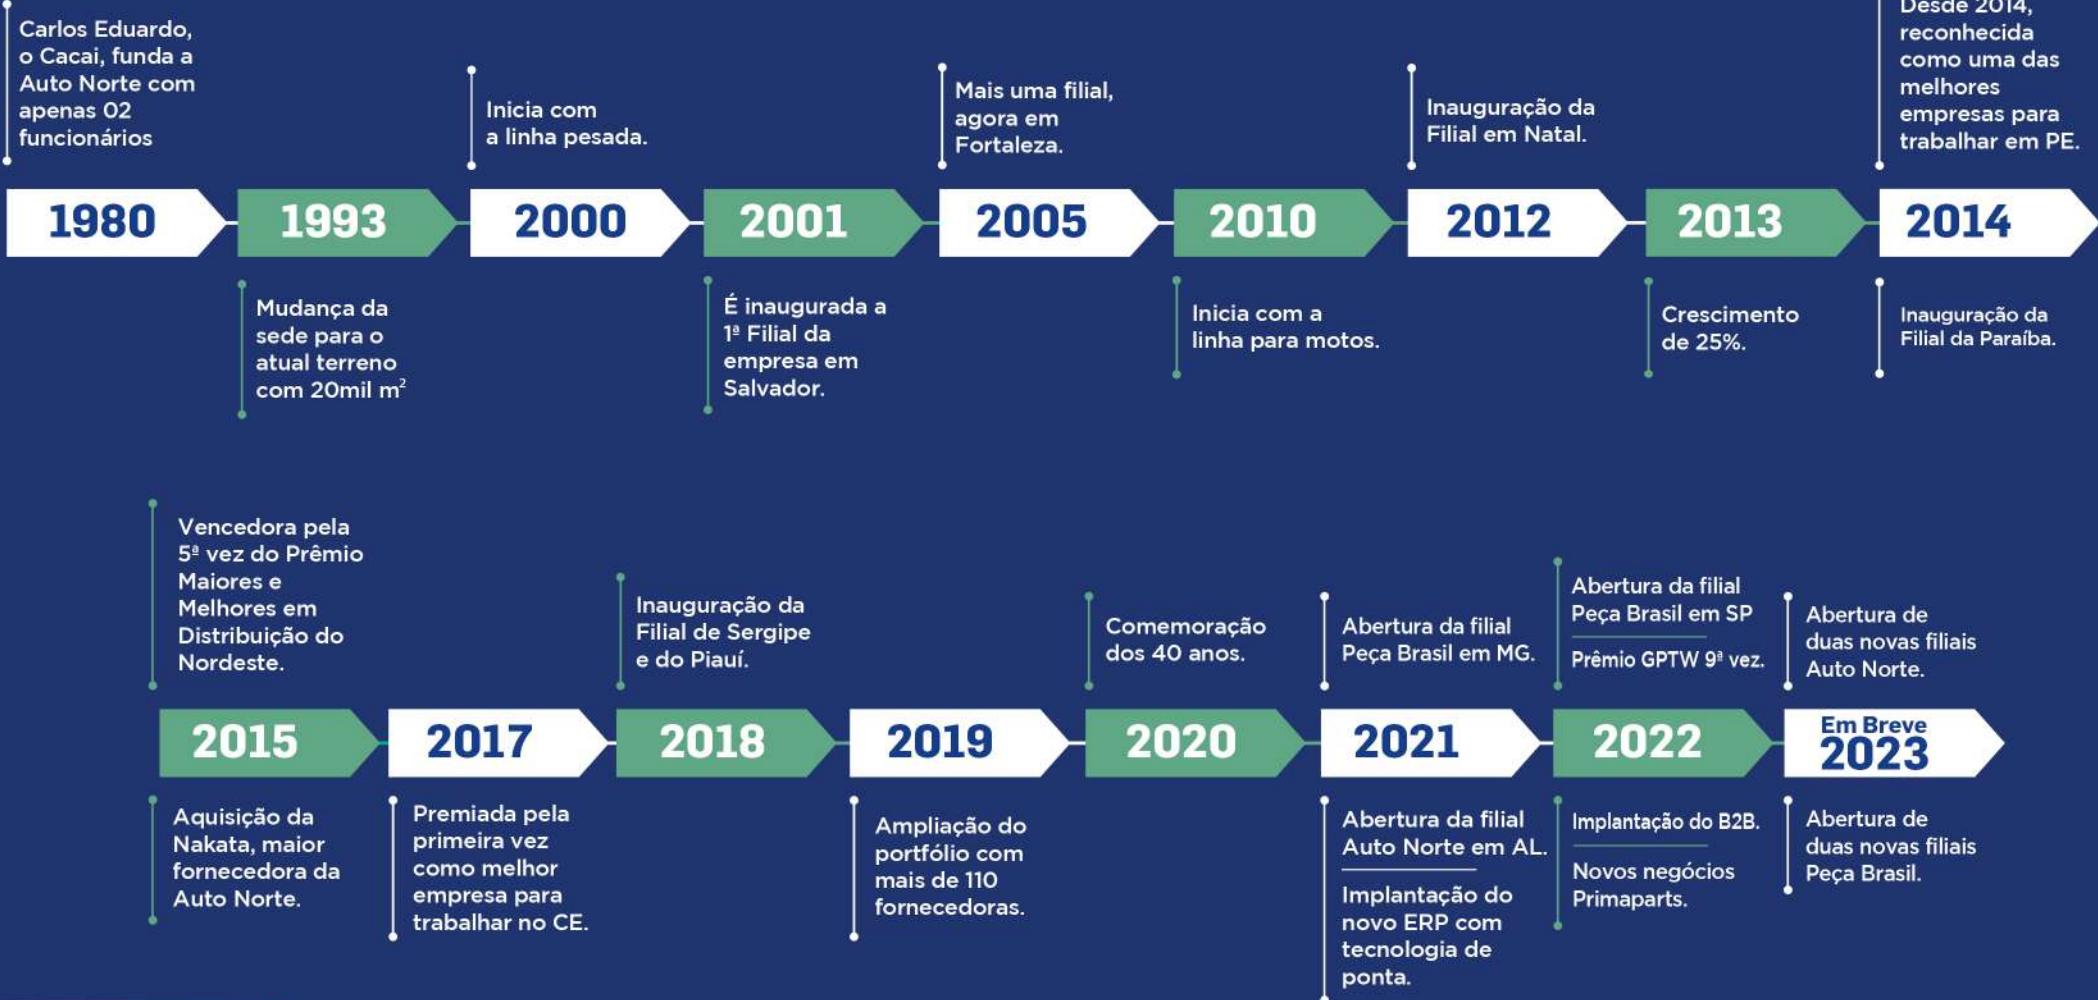 Carlos Eduardo,
o Cacai, funda a
Auto Norte com
apenas 02
funcionários
Inicia com
a linha pesada.
Mais uma filial,
agora em
Fortaleza.
Inauguração da
Filial em Natal.
Desde 2014,
reconhecida
como uma das
melhores
empresas para
trabalhar em PE.
1980
1993
2000
2001
2005
2010
2012
2013
2014
Mudança da
sede para o
atual terreno
com 20mil m²
É inaugurada a
1ª Filial da
empresa em
Salvador.
Inicia com a
linha para motos.
Crescimento
de 25%.
Inauguração da
Filial da Paraíba.
Vencedora pela
5ª vez do Prêmio
Maiores e
Melhores em
Distribuição do
Nordeste.
Inauguração da
Filial de Sergipe
e do Piauí.
Comemoração
dos 40 anos.
Abertura da filial
Peça Brasil em MG.
Abertura da filial
Peça Brasil em SP
Prêmio GPTW 9ª vez.
Abertura de
duas novas filiais
Auto Norte.
2015
2017
2018
2019
2020
2021
2022
Em Breve
2023
Aquisição da
Nakata, maior
fornecedora da
Auto Norte.
Premiada pela
primeira vez
como melhor
empresa para
trabalhar no CE.
Ampliação do
portfólio com
mais de 110
fornecedoras.
Abertura da filial
Auto Norte em AL.
Implantação do
novo ERP com
tecnologia de
ponta.
Implantação do B2B.
Novos negócios
Primaparts.
Abertura de
duas novas filiais
Peça Brasil.